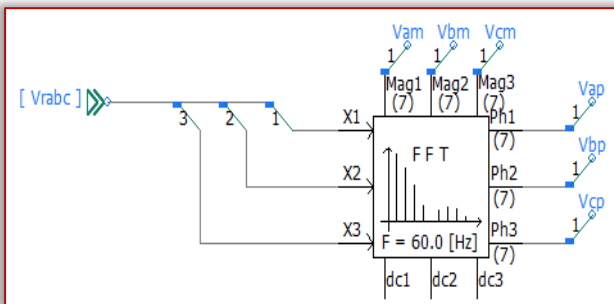 Vam Vbm Vcm
1 1 1
Mag1 Mag2 Mag3
(7) (7) (7)
[ Vrabc ]
3 2 1
X1
X2
X3
F F T
F = 60.0 [Hz]
Ph1
(7)
Vap
1
Ph2
(7)
Vbp
1
Ph3
(7)
Vcp
1
dc1 dc2 dc3